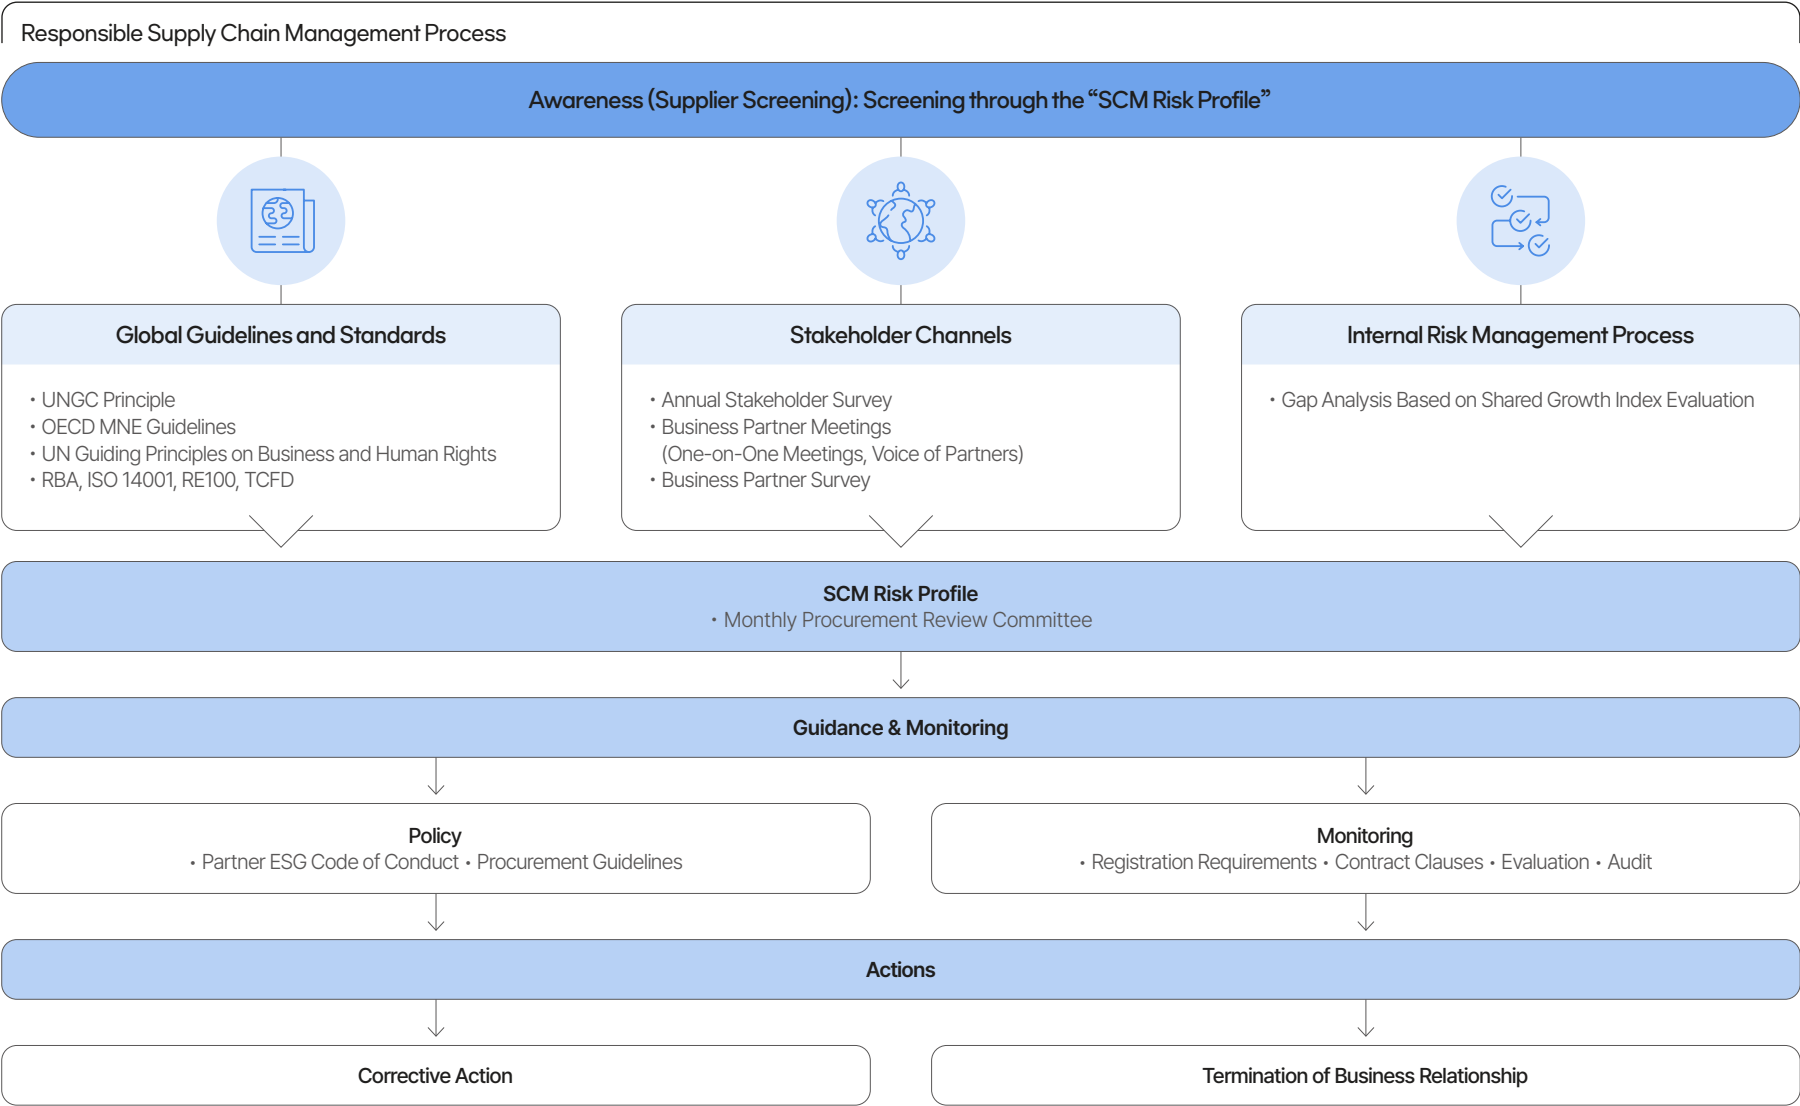 Responsible Supply Chain Management Process
Awareness (Supplier Screening): Screening through the “SCM Risk Profile”
Global Guidelines and Standards
• UNGC Principle
• OECD MNE Guidelines
• UN Guiding Principles on Business and Human Rights
• RBA, ISO 14001, RE100, TCFD
Stakeholder Channels
• Annual Stakeholder Survey
• Business Partner Meetings
(One-on-One Meetings, Voice of Partners)
• Business Partner Survey
Internal Risk Management Process
• Gap Analysis Based on Shared Growth Index Evaluation
SCM Risk Profile
• Monthly Procurement Review Committee
Guidance & Monitoring
Policy
• Partner ESG Code of Conduct • Procurement Guidelines
Monitoring
• Registration Requirements • Contract Clauses • Evaluation • Audit
Actions
Corrective Action
Termination of Business Relationship